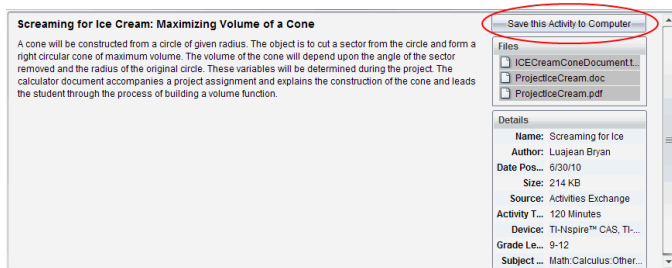 Screaming for Ice Cream: Maximizing Volume of a Cone
A cone will be constructed from a circle of given radius. The object is to cut a sector from the circle and form a
right circular cone of maximum volume. The volume of the cone will depend upon the angle of the sector
removed and the radius of the original circle. These variables will be determined during the project. The
calculator document accompanies a project assignment and explains the construction of the cone and leads
the student through the process of building a volume function.
Save this Activity to Computer
Files
ICECreamConeDocument.t...
ProjectIceCream.doc
ProjectIceCream.pdf
Details
Name: Screaming for Ice
Author: Luajean Bryan
Date Pos... 6/30/10
Size: 214 KB
Source: Activities Exchange
Activity T... 120 Minutes
Device: TI-Nspire™ CAS, TI-...
Grade Le... 9-12
Subject ... Math:Calculus:Other...